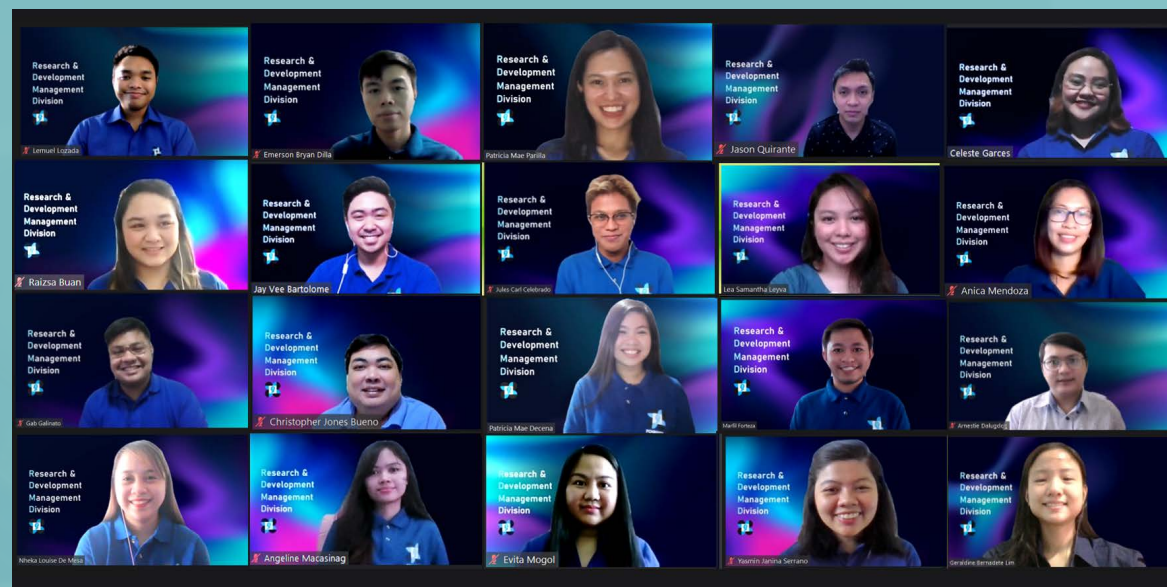 Research &
Development
Management
Division
Lemuel Lozada
Research &
Development
Management
Division
Emerson Bryan Dilla
Research &
Development
Management
Division
Patricia Mae Parilla
Research &
Development
Management
Division
Jason Quirante
Research &
Development
Management
Division
Celeste Garces
Research &
Development
Management
Division
Raizsa Buan
Research &
Development
Management
Division
Jay Vee Bartolome
Research &
Development
Management
Division
Jules Carl Celebrado
Research &
Development
Management
Division
Lea Samantha Leyva
Research &
Development
Management
Division
Anica Mendoza
Research &
Development
Management
Division
Gab Galinato
Research &
Development
Management
Division
Christopher Jones Bueno
Research &
Development
Management
Division
Patricia Mae Decena
Research &
Development
Management
Division
Marfil Forteza
Research &
Development
Management
Division
Arnestie Dalugdog
Research &
Development
Management
Division
Nheka Louise De Mesa
Research &
Development
Management
Division
Angeline Macasinag
Research &
Development
Management
Division
Evita Mogol
Research &
Development
Management
Division
Yasmin Janina Serrano
Research &
Development
Management
Division
Geraldine Bernadete Lim